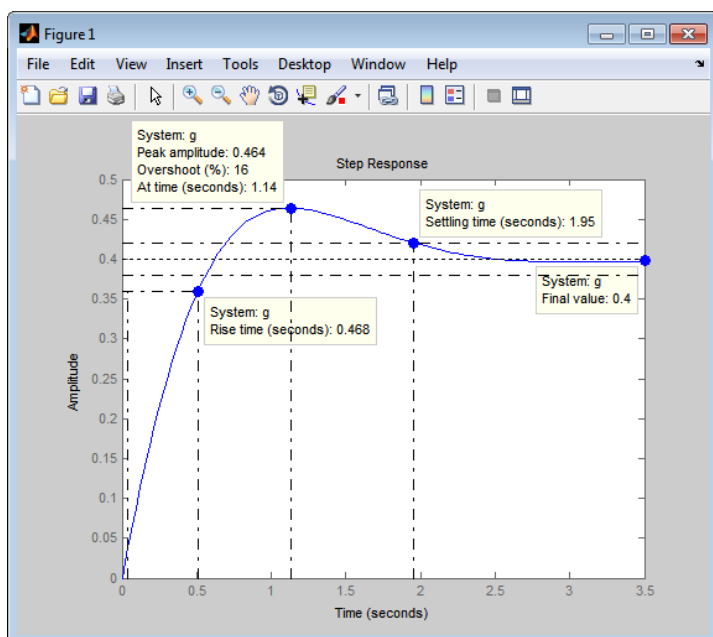 Figure 1
File Edit View Insert Tools Desktop Window Help
System: g
Peak amplitude: 0.464
Overshoot (%): 16
At time (seconds): 1.14
Step Response
System: g
Settling time (seconds): 1.95
System: g
Final value: 0.4
System: g
Rise time (seconds): 0.468
Amplitude
0.5
0.45
0.4
0.35
0.3
0.25
0.2
0.15
0.1
0.05
0
0 0.5 1 1.5 2 2.5 3 3.5
Time (seconds)